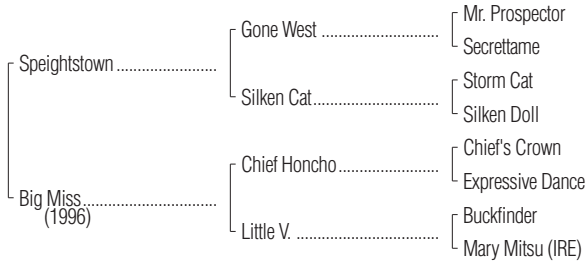 Mr. Prospector
Gone West
Secrettame
Speightstown
Storm Cat
Silken Cat
Silken Doll
Chief's Crown
Chief Honcho
Expressive Dance
Big Miss
(1996)
Buckfinder
Little V.
Mary Mitsu (IRE)